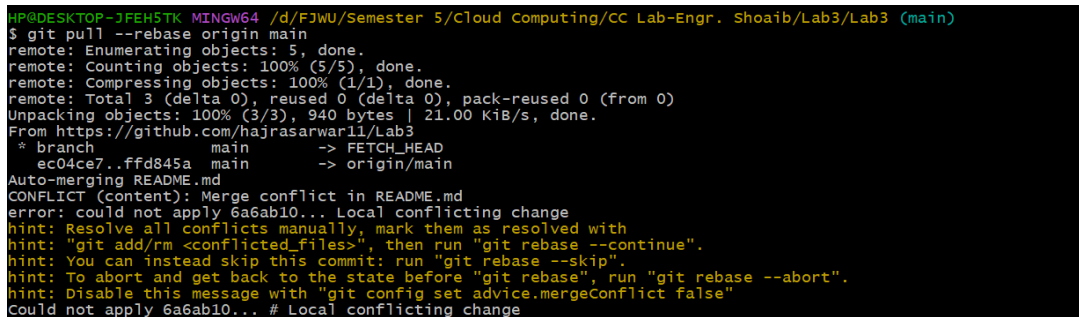 HP@DESKTOP-JFEH5TK MINGW64 /d/FJWU/Semester 5/Cloud Computing/CC Lab-Engr. Shoaib/Lab3/Lab3 (main)
$ git pull --rebase origin main
remote: Enumerating objects: 5, done.
remote: Counting objects: 100% (5/5), done.
remote: Compressing objects: 100% (1/1), done.
remote: Total 3 (delta 0), reused 0 (delta 0), pack-reused 0 (from 0)
Unpacking objects: 100% (3/3), 940 bytes | 21.00 KiB/s, done.
From https://github.com/hajrasarwar11/Lab3
 * branch            main       -> FETCH_HEAD
   ec04ce7..ffd845a  main       -> origin/main
Auto-merging README.md
CONFLICT (content): Merge conflict in README.md
error: could not apply 6a6ab10... Local conflicting change
hint: Resolve all conflicts manually, mark them as resolved with
hint: "git add/rm <conflicted_files>", then run "git rebase --continue".
hint: You can instead skip this commit: run "git rebase --skip".
hint: To abort and get back to the state before "git rebase", run "git rebase --abort".
hint: Disable this message with "git config set advice.mergeConflict false"
Could not apply 6a6ab10... # Local conflicting change